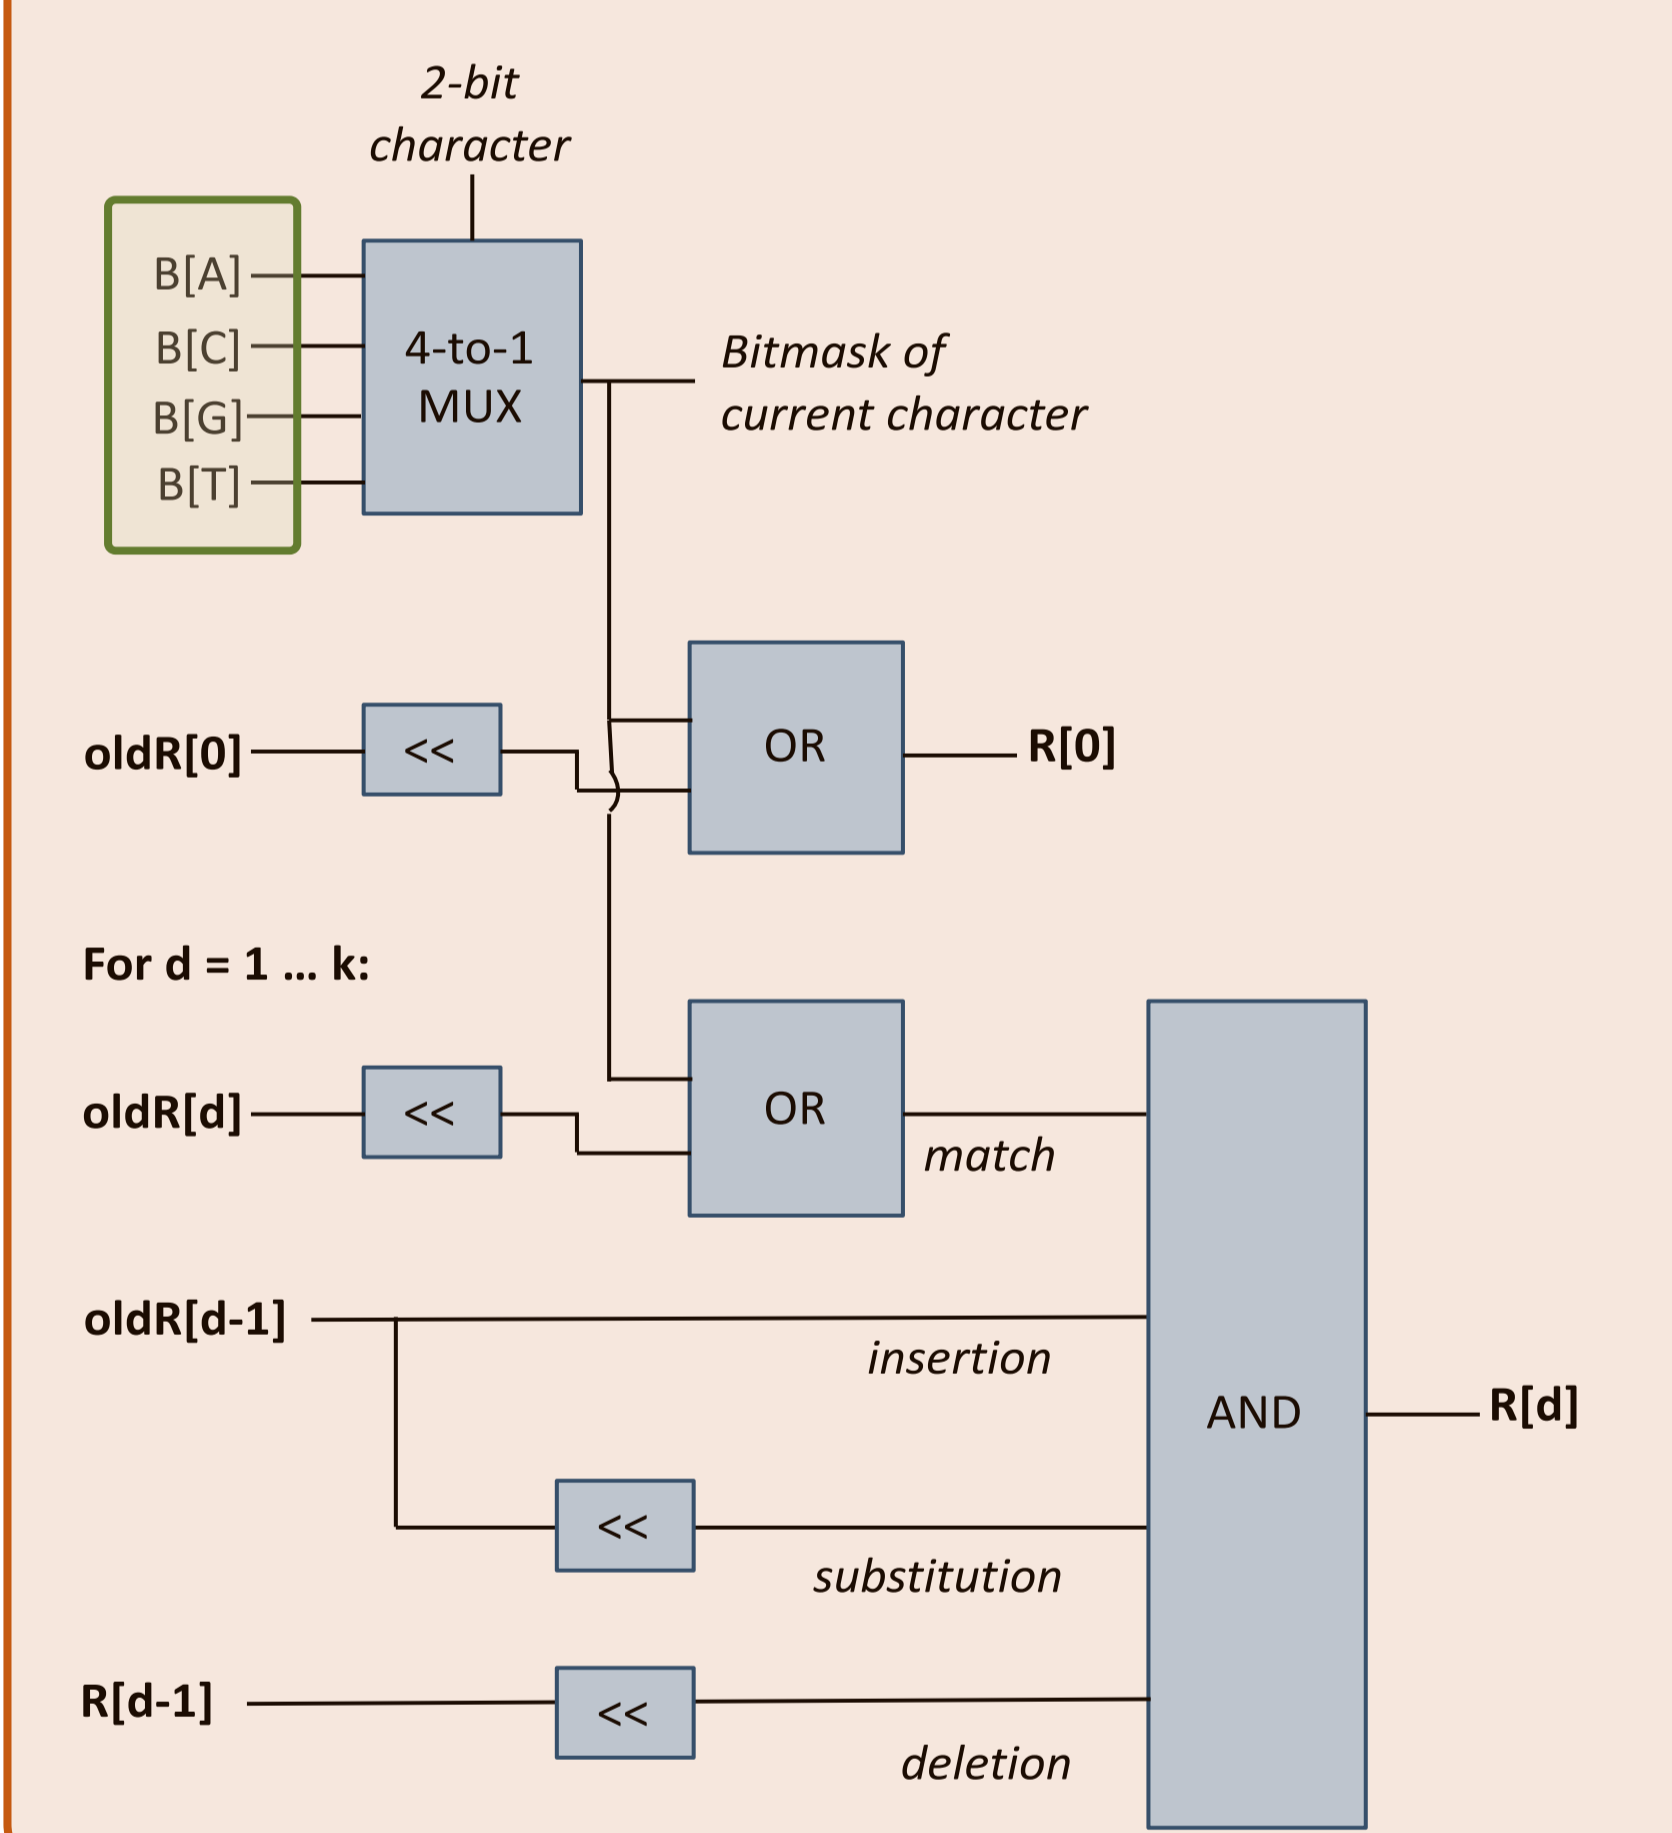 2-bit
character
B[A]
B[C]
B[G]
B[T]
4-to-1
MUX
Bitmask of
current character
oldR[0]
<<
OR
R[0]
For d = 1 ... k:
oldR[d]
<<
OR
match
oldR[d-1]
insertion
AND
R[d]
<<
substitution
R[d-1]
<<
deletion